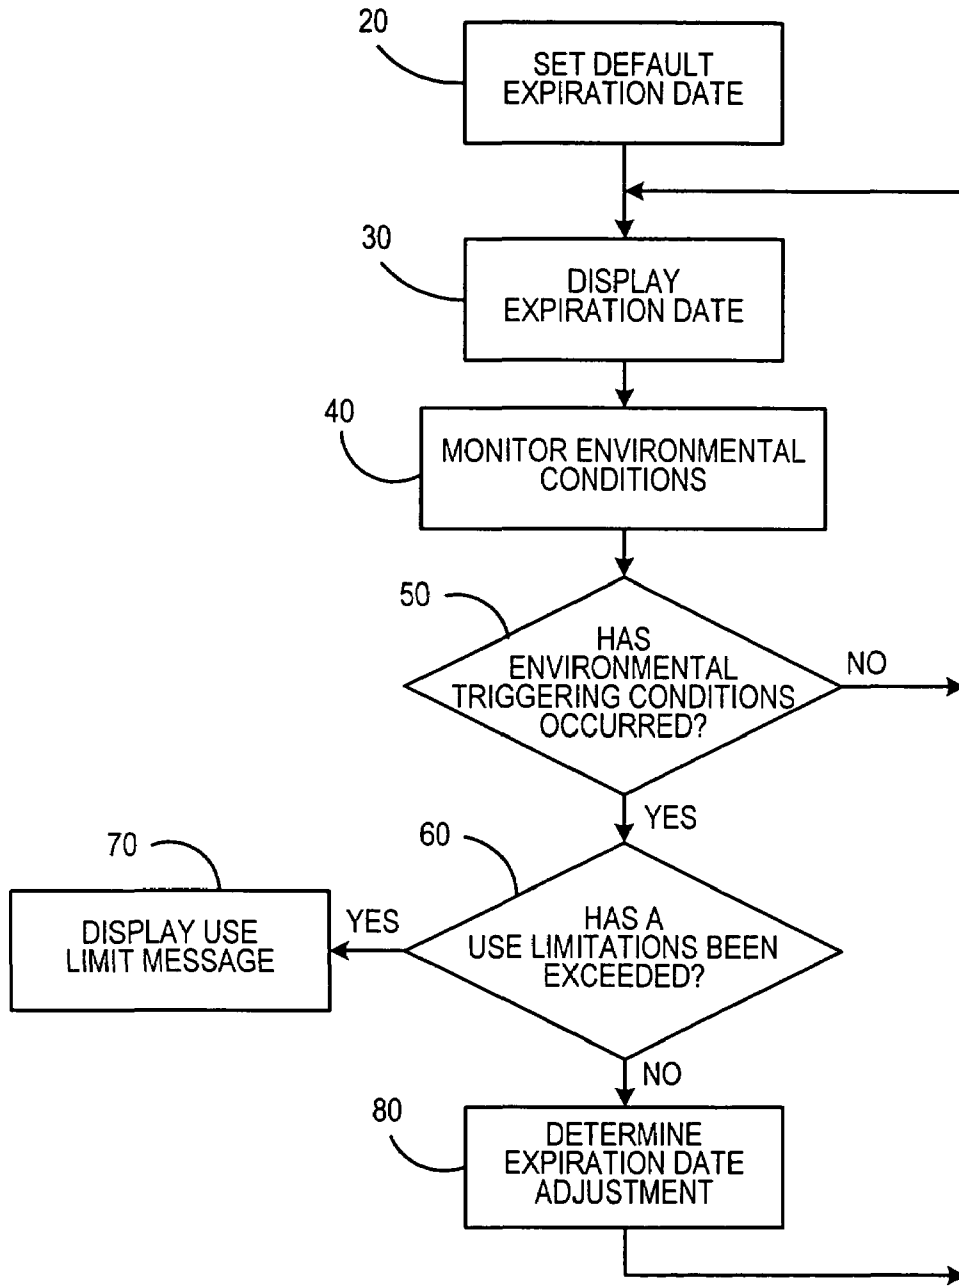 20
SET DEFAULT
EXPIRATION DATE
30
DISPLAY
EXPIRATION DATE
40
MONITOR ENVIRONMENTAL
CONDITIONS
50
HAS
ENVIRONMENTAL
TRIGGERING CONDITIONS
OCCURRED?
NO
YES
60
HAS A
USE LIMITATIONS BEEN
EXCEEDED?
YES
70
DISPLAY USE
LIMIT MESSAGE
NO
80
DETERMINE
EXPIRATION DATE
ADJUSTMENT